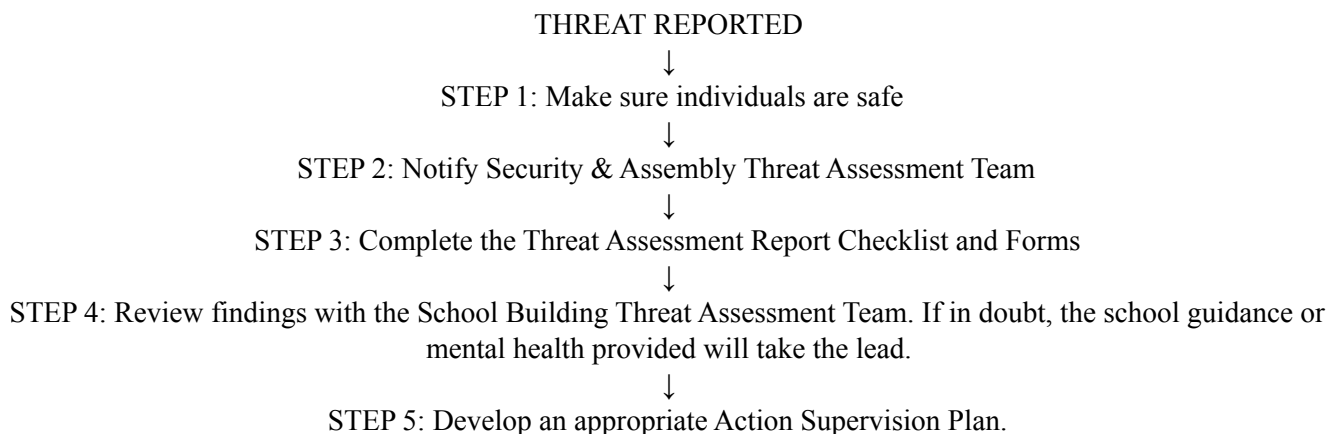 THREAT REPORTED
↓
STEP 1: Make sure individuals are safe
↓
STEP 2: Notify Security & Assembly Threat Assessment Team
↓
STEP 3: Complete the Threat Assessment Report Checklist and Forms
↓
STEP 4: Review findings with the School Building Threat Assessment Team. If in doubt, the school guidance or
mental health provided will take the lead.
↓
STEP 5: Develop an appropriate Action Supervision Plan.